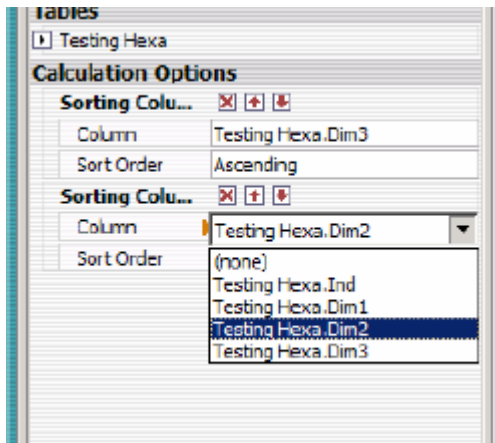 Tables
Testing Hexa
Calculation Options
Sorting Colu...
Column Testing Hexa.Dim3
Sort Order Ascending
Sorting Colu...
Column Testing Hexa.Dim2
Sort Order
(none)
Testing Hexa.Ind
Testing Hexa.Dim1
Testing Hexa.Dim2
Testing Hexa.Dim3